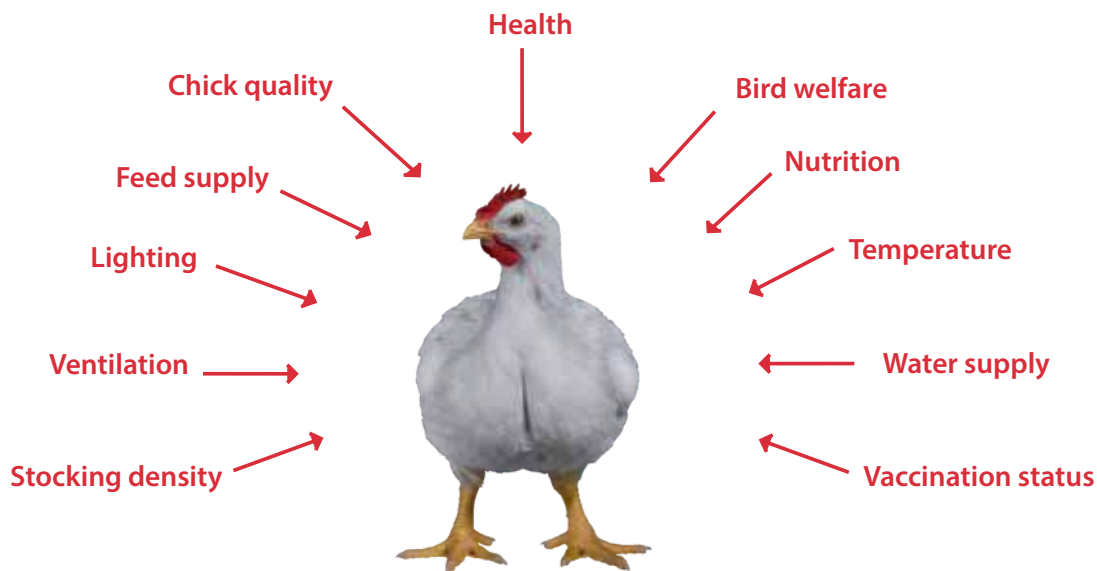 Health
Chick quality
Bird welfare
Feed supply
Nutrition
Lighting
Temperature
Ventilation
Water supply
Stocking density
Vaccination status